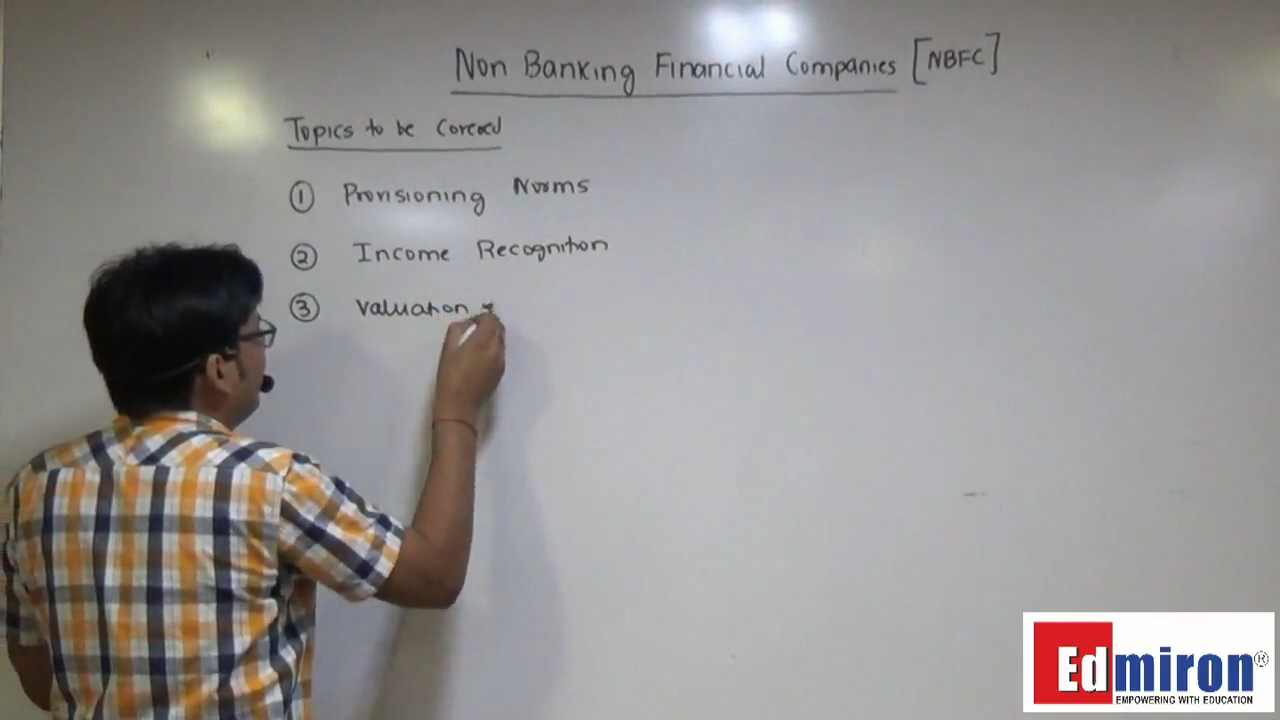 Non Banking Financial Companies [NBFC]
Topics to be Covered
① Provisioning Norms
② Income Recognition
③ Valuation
Edmiron®
EMPOWERING WITH EDUCATION